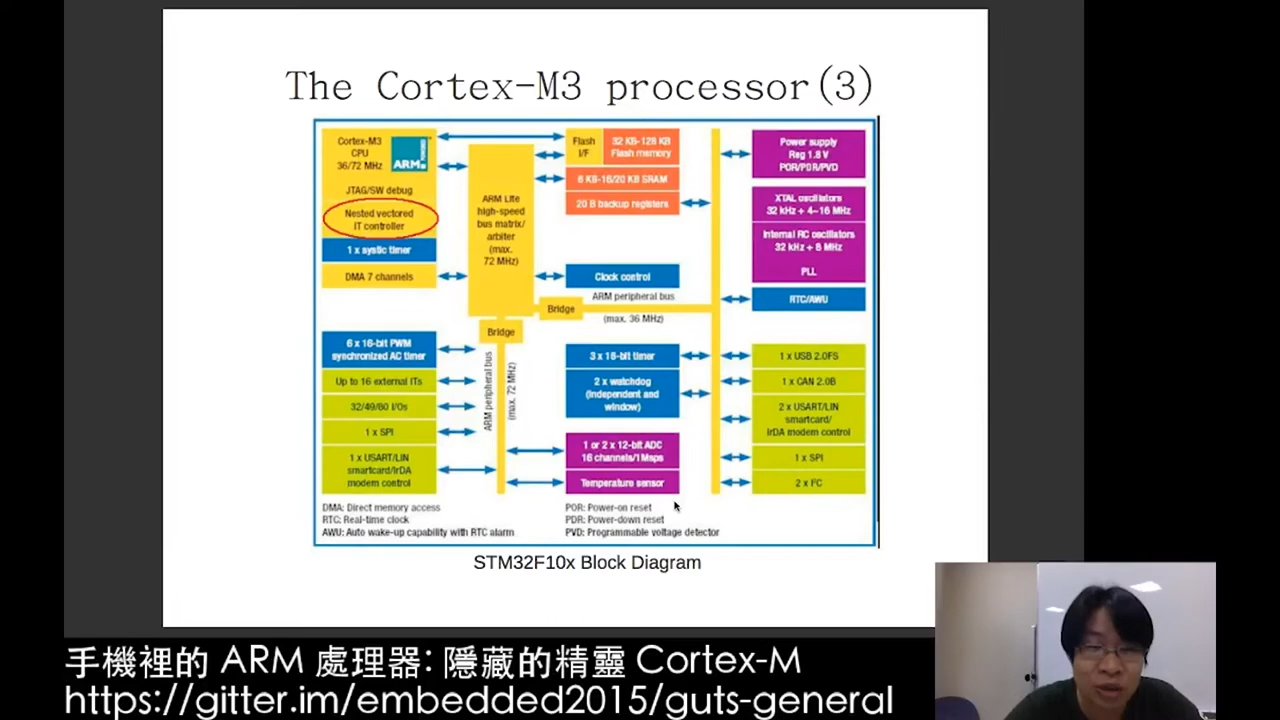 The Cortex-M3 processor(3)
Cortex-M3
CPU
36/72 MHz
ARM POWERED
JTAG/SW debug
Nested vectored
IT controller
1 x systic timer
DMA 7 channels
ARM Lite
high-speed
bus matrix/
arbiter
(max.
72 MHz)
Flash
I/F
32 KB-128 KB
Flash memory
6 KB-16/20 KB SRAM
20 B backup registers
Clock control
ARM peripheral bus
(max. 36 MHz)
Bridge
Bridge
Power supply
Reg 1.8 V
POR/PDR/PVD
XTAL oscillators
32 kHz + 4~16 MHz
Internal RC oscillators
32 kHz + 8 MHz
PLL
RTC/AWU
6 x 16-bit PWM
synchronized AC timer
Up to 16 external ITs
32/49/80 I/Os
1 x SPI
1 x USART/LIN
smartcard/IrDA
modem control
ARM peripheral bus
(max. 72 MHz)
3 x 16-bit timer
2 x watchdog
(independent and
window)
1 or 2 x 12-bit ADC
16 channels/1Msps
Temperature sensor
1 x USB 2.0FS
1 x CAN 2.0B
2 x USART/LIN
smartcard/
IrDA modem control
1 x SPI
2 x I²C
DMA: Direct memory access
RTC: Real-time clock
AWU: Auto wake-up capability with RTC alarm
POR: Power-on reset
PDR: Power-down reset
PVD: Programmable voltage detector
STM32F10x Block Diagram
手機裡的 ARM 處理器: 隱藏的精靈 Cortex-M
https://gitter.im/embedded2015/guts-general